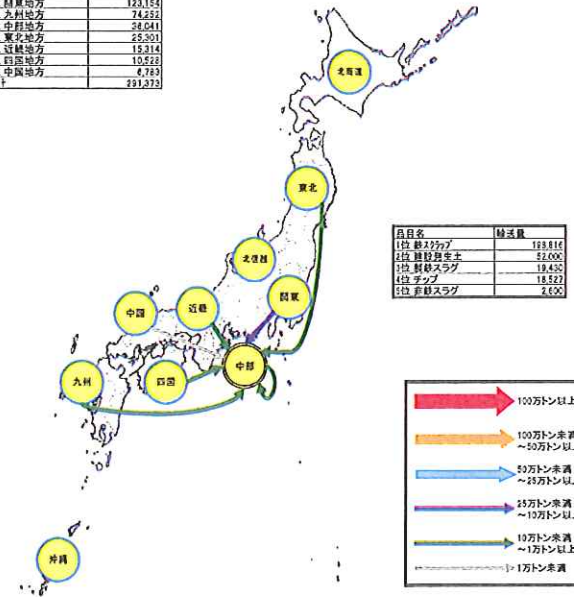 関東地方 123,154
九州地方 74,252
中部地方 36,041
東北地方 25,301
近畿地方 15,314
四国地方 10,528
中国地方 6,783
計 291,373
北海道
東北
北信越
関東
近畿
中国
中部
四国
九州
沖縄
品目名 輸送量
1位 鉄スクラップ
2位 建設発生土 52,000
3位 製鉄スラグ 19,430
4位 チップ 18,527
5位 非鉄スラグ 2,600
100万トン以上
100万トン未満
～50万トン以上
50万トン未満
～25万トン以上
25万トン未満
～10万トン以上
10万トン未満
～1万トン以上
1万トン未満